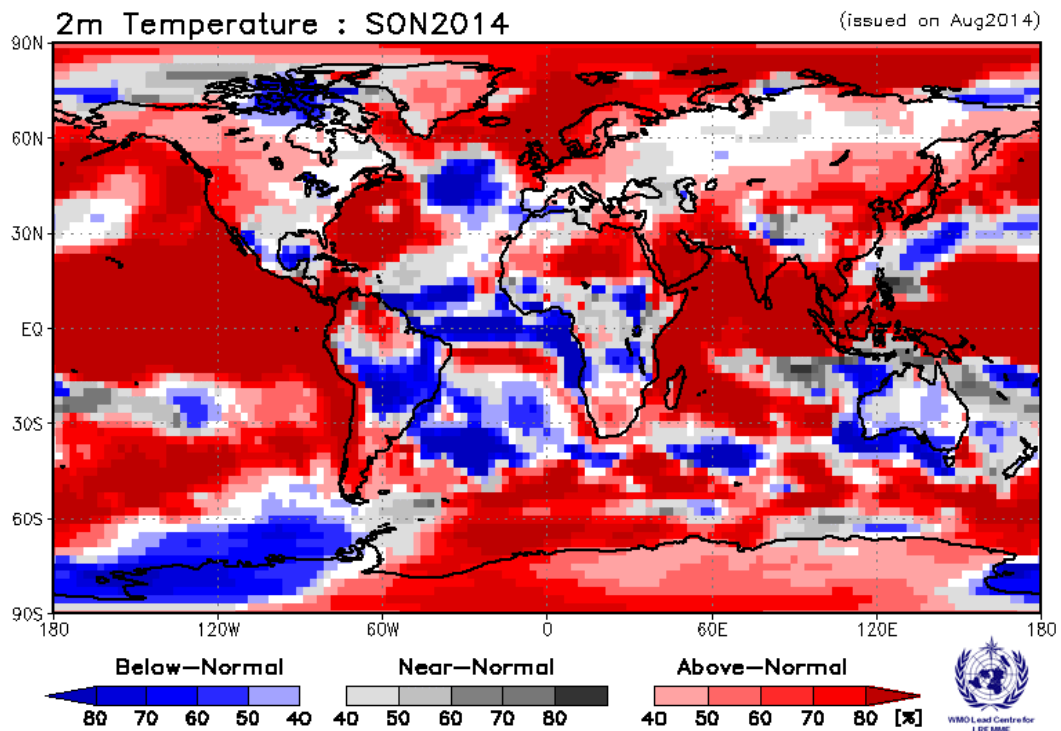 2m Temperature : SON2014
(issued on Aug2014)
90N
60N
30N
EQ
30S
60S
90S
180 120W 60W 0 60E 120E 180
Below-Normal Near-Normal Above-Normal
80 70 60 50 40 40 50 60 70 80 40 50 60 70 80 [%]
WMO Lead Centre for
LRFMME